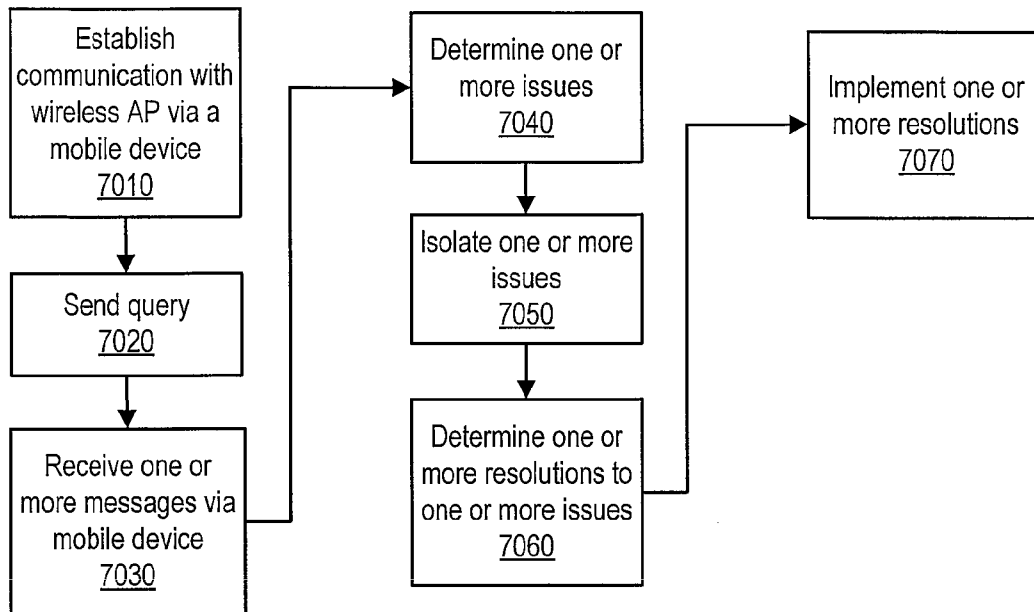 Establish
communication with
wireless AP via a
mobile device
7010
Send query
7020
Receive one or
more messages via
mobile device
7030
Determine one
or more issues
7040
Isolate one or more
issues
7050
Determine one or
more resolutions to
one or more issues
7060
Implement one or
more resolutions
7070